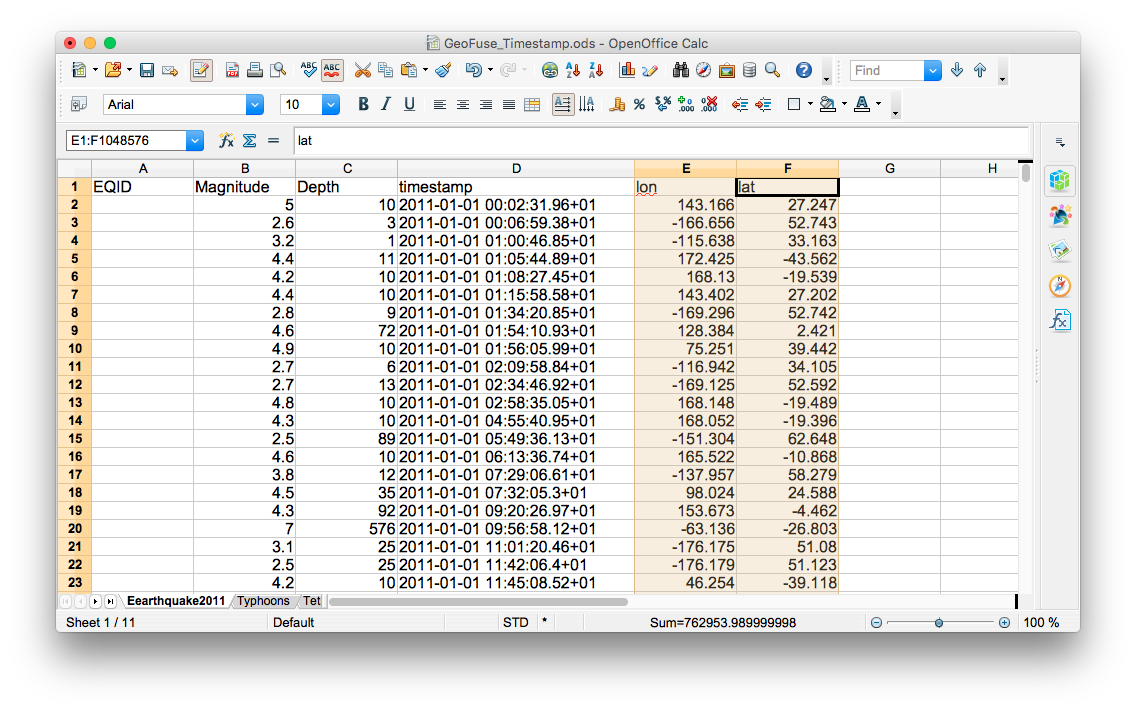 GeoFuse_Timestamp.ods - OpenOffice Calc
ABC ABC Find
Arial 10 B I U
E1:F1048576 lat
A B C D E F G H
1 EQID Magnitude Depth timestamp lon lat
2 5 10 2011-01-01 00:02:31.96+01 143.166 27.247
3 2.6 3 2011-01-01 00:06:59.38+01 -166.656 52.743
4 3.2 1 2011-01-01 01:00:46.85+01 -115.638 33.163
5 4.4 11 2011-01-01 01:05:44.89+01 172.425 -43.562
6 4.2 10 2011-01-01 01:08:27.45+01 168.13 -19.539
7 4.4 10 2011-01-01 01:15:58.58+01 143.402 27.202
8 2.8 9 2011-01-01 01:34:20.85+01 -169.296 52.742
9 4.6 72 2011-01-01 01:54:10.93+01 128.384 2.421
10 4.9 10 2011-01-01 01:56:05.99+01 75.251 39.442
11 2.7 6 2011-01-01 02:09:58.84+01 -116.942 34.105
12 2.7 13 2011-01-01 02:34:46.92+01 -169.125 52.592
13 4.8 10 2011-01-01 02:58:35.05+01 168.148 -19.489
14 4.3 10 2011-01-01 04:55:40.95+01 168.052 -19.396
15 2.5 89 2011-01-01 05:49:36.13+01 -151.304 62.648
16 4.6 10 2011-01-01 06:13:36.74+01 165.522 -10.868
17 3.8 12 2011-01-01 07:29:06.61+01 -137.957 58.279
18 4.5 35 2011-01-01 07:32:05.3+01 98.024 24.588
19 4.3 92 2011-01-01 09:20:26.97+01 153.673 -4.462
20 7 576 2011-01-01 09:56:58.12+01 -63.136 -26.803
21 3.1 25 2011-01-01 11:01:20.46+01 -176.175 51.08
22 2.5 25 2011-01-01 11:42:06.4+01 -176.179 51.123
23 4.2 10 2011-01-01 11:45:08.52+01 46.254 -39.118
Eearthquake2011 Typhoons Tet
Sheet 1 / 11 Default STD * Sum=762953.989999998 100 %